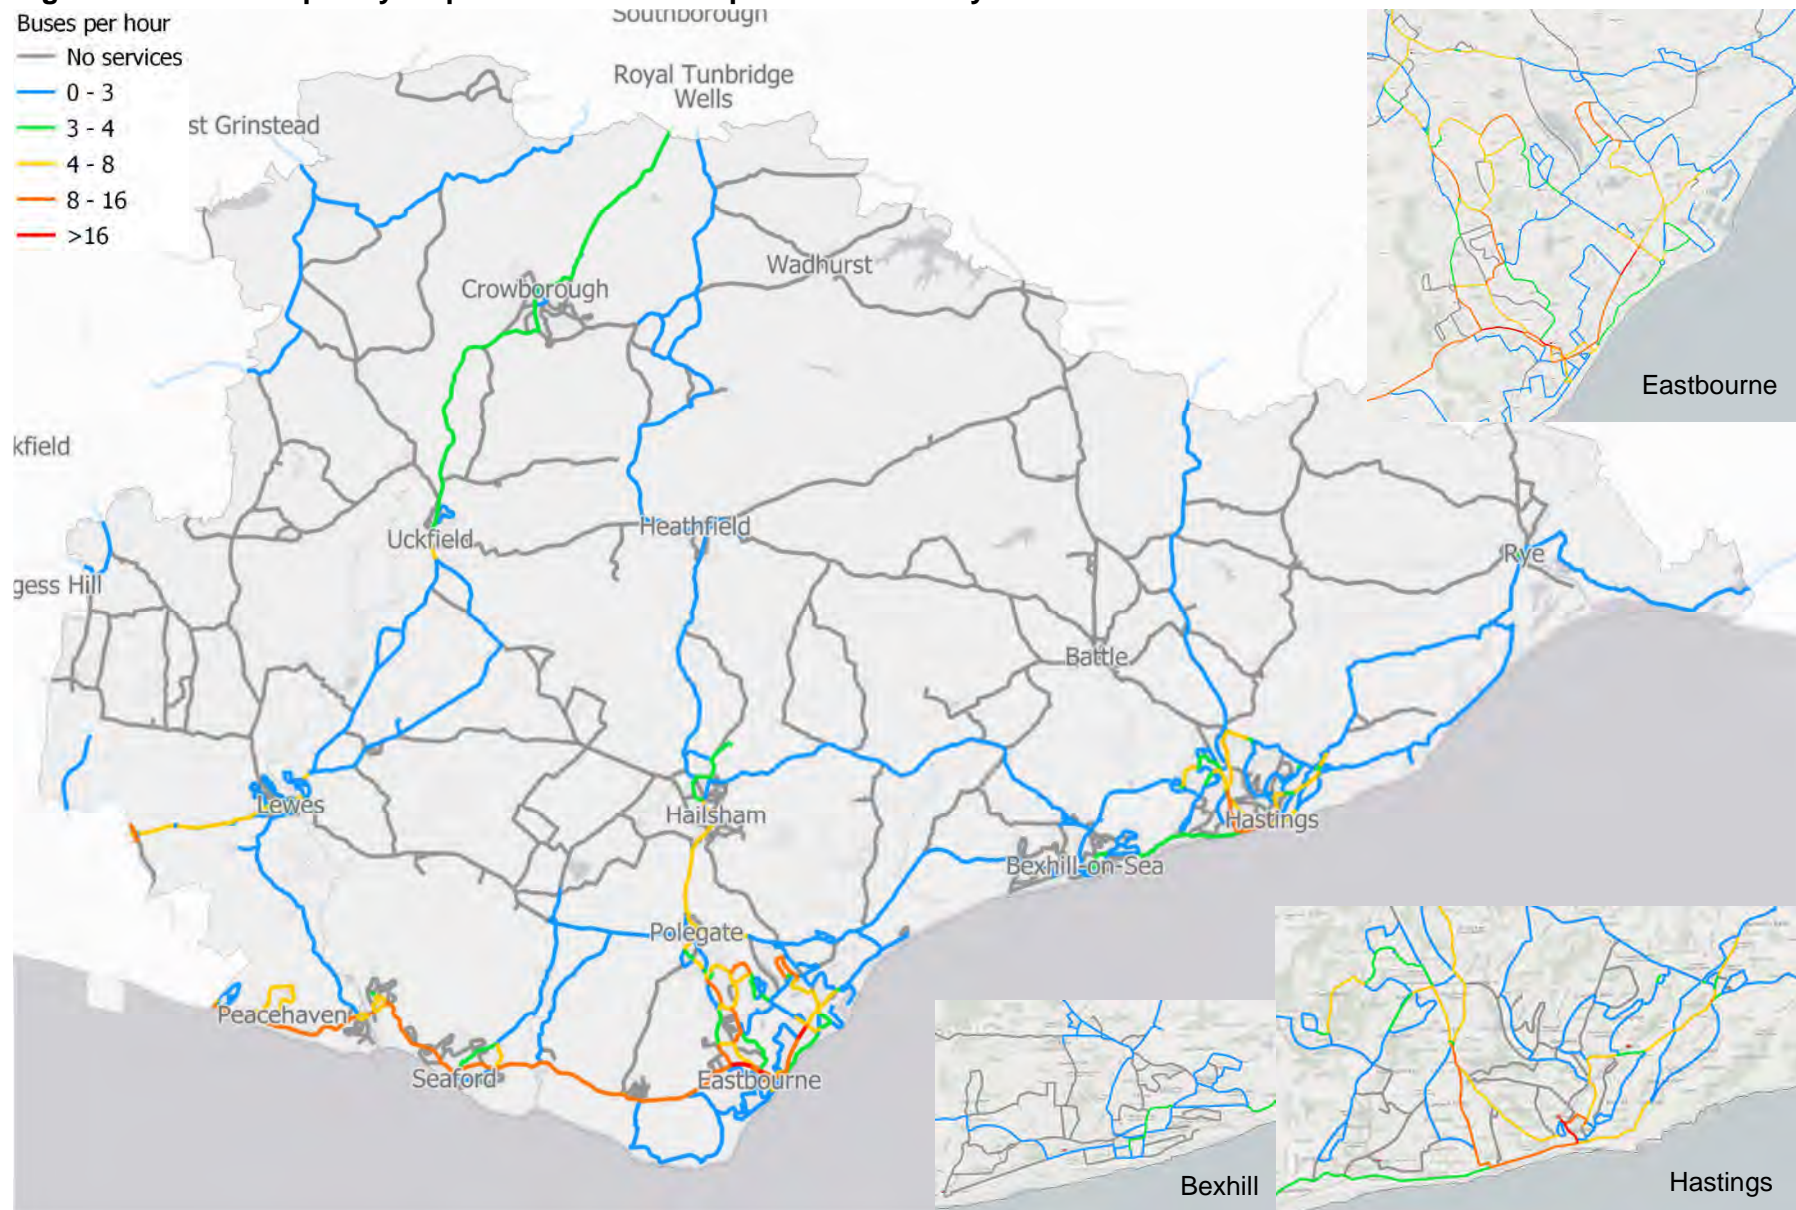 Buses per hour
No services
0 - 3
3 - 4
4 - 8
8 - 16
>16
Southborough
Royal Tunbridge
Wells
st Grinstead
Crowborough
Wadhurst
kfield
Uckfield
Heathfield
Rye
gess Hill
Battle
Lewes
Hailsham
Hastings
Bexhill-on-Sea
Polegate
Peacehaven
Seaford
Eastbourne
Eastbourne
Bexhill
Hastings